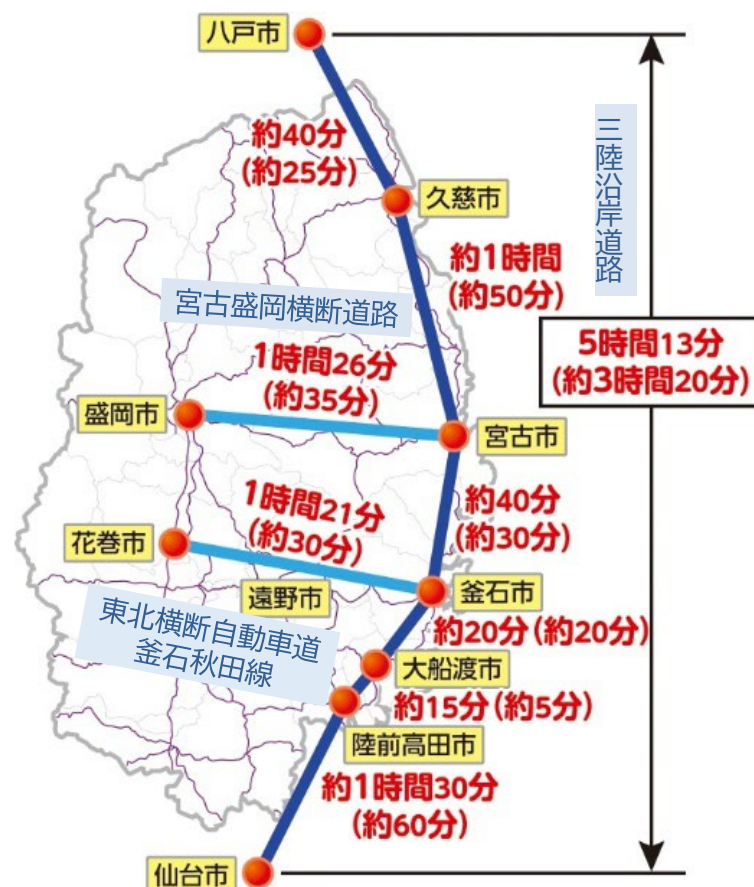 八戸市
約40分
(約25分)
久慈市
三陸沿岸道路
約1時間
(約50分)
宮古盛岡横断道路
5時間13分
(約3時間20分)
1時間26分
(約35分)
盛岡市
宮古市
約40分
(約30分)
1時間21分
(約30分)
花巻市
遠野市
釜石市
東北横断自動車道
釜石秋田線
約20分(約20分)
大船渡市
約15分(約5分)
陸前高田市
約1時間30分
(約60分)
仙台市